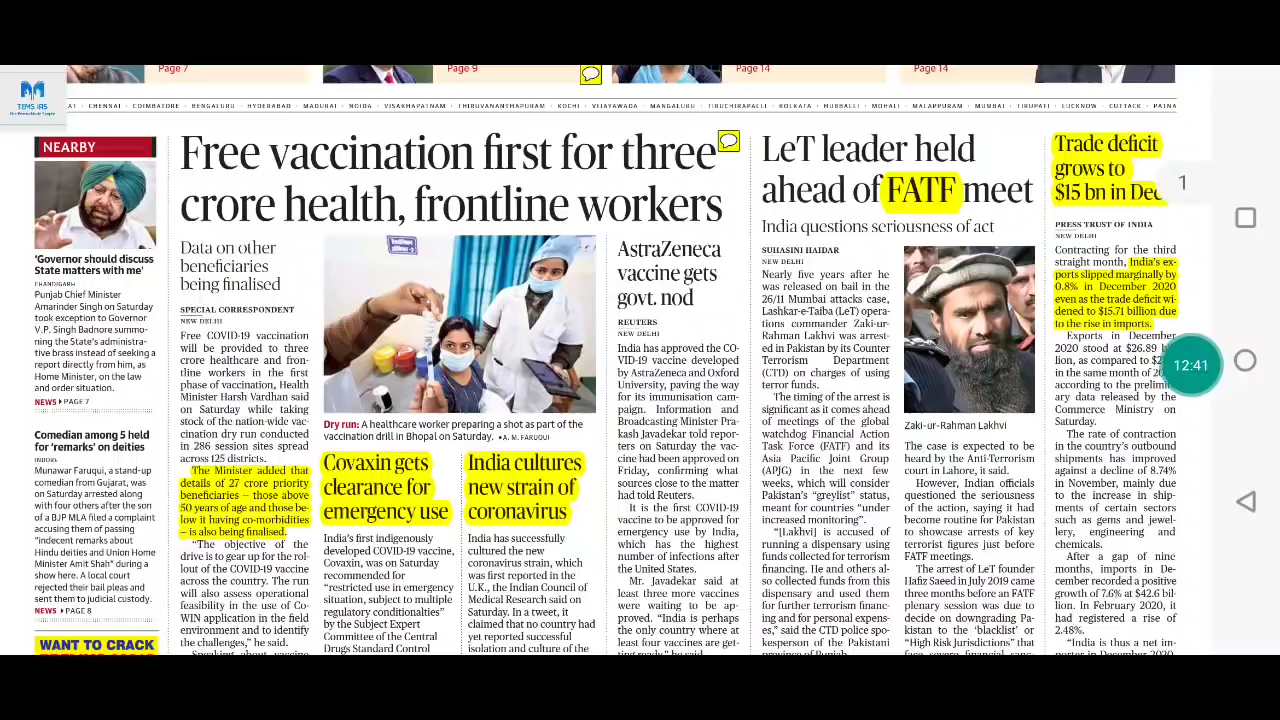 Page 7
Page 9
Page 14
Page 14
TEMS IAS
CHENNAI • COIMBATORE • BENGALURU • HYDERABAD • MADURAI • NOIDA • VISAKHAPATNAM • THIRUVANANTHAPURAM • KOCHI • VIJAYAWADA • MANGALURU • TIRUCHIRAPALLI • KOLKATA • HUBBALLI • MOHALI • MALAPPURAM • MUMBAI • TIRUPATI • LUCKNOW • CUTTACK • PATNA
NEARBY
‘Governor should discuss
State matters with me’
CHANDIGARH
Punjab Chief Minister
Amarinder Singh on Saturday
took exception to Governor
V.P. Singh Badnore summo-
ning the State's administra-
tive brass instead of seeking a
report directly from him, as
Home Minister, on the law
and order situation.
NEWS ▸ PAGE 7
Comedian among 5 held
for ‘remarks’ on deities
INDORE
Munawar Faruqui, a stand-up
comedian from Gujarat, was
on Saturday arrested along
with four others after the son
of a BJP MLA filed a complaint
accusing them of passing
“indecent remarks about
Hindu deities and Union Home
Minister Amit Shah” during a
show here. A local court
rejected their bail pleas and
sent them to judicial custody.
NEWS ▸ PAGE 8
WANT TO CRACK
Free vaccination first for three
crore health, frontline workers
Data on other
beneficiaries
being finalised
SPECIAL CORRESPONDENT
NEW DELHI
Free COVID-19 vaccination
will be provided to three
crore healthcare and fron-
tline workers in the first
phase of vaccination, Health
Minister Harsh Vardhan said
on Saturday while taking
stock of the nation-wide vac-
cination dry run conducted
in 286 session sites spread
across 125 districts.
The Minister added that
details of 27 crore priority
beneficiaries – those above
50 years of age and those be-
low it having co-morbidities
– is also being finalised.
“The objective of the
drive is to gear up for the rol-
lout of the COVID-19 vaccine
across the country. The run
will also assess operational
feasibility in the use of Co-
WIN application in the field
environment and to identify
the challenges,” he said.
Speaking about vaccine
Dry run: A healthcare worker preparing a shot as part of the
vaccination drill in Bhopal on Saturday. • A. M. FARUQUI
Covaxin gets
clearance for
emergency use
India's first indigenously
developed COVID-19 vaccine,
Covaxin, was on Saturday
recommended for
“restricted use in emergency
situation, subject to multiple
regulatory conditionalities”
by the Subject Expert
Committee of the Central
Drugs Standard Control
India cultures
new strain of
coronavirus
India has successfully
cultured the new
coronavirus strain, which
was first reported in the
U.K., the Indian Council of
Medical Research said on
Saturday. In a tweet, it
claimed that no country had
yet reported successful
isolation and culture of the
AstraZeneca
vaccine gets
govt. nod
REUTERS
NEW DELHI
India has approved the CO-
VID-19 vaccine developed
by AstraZeneca and Oxford
University, paving the way
for its immunisation cam-
paign. Information and
Broadcasting Minister Pra-
kash Javadekar told repor-
ters on Saturday the vac-
cine had been approved on
Friday, confirming what
sources close to the matter
had told Reuters.
It is the first COVID-19
vaccine to be approved for
emergency use by India,
which has the highest
number of infections after
the United States.
Mr. Javadekar said at
least three more vaccines
were waiting to be ap-
proved. “India is perhaps
the only country where at
least four vaccines are get-
ting ready,” he said.
LeT leader held
ahead of FATF meet
India questions seriousness of act
SUHASINI HAIDAR
NEW DELHI
Nearly five years after he
was released on bail in the
26/11 Mumbai attacks case,
Lashkar-e-Taiba (LeT) opera-
tions commander Zaki-ur-
Rahman Lakhvi was arrest-
ed in Pakistan by its Counter
Terrorism Department
(CTD) on charges of using
terror funds.
The timing of the arrest is
significant as it comes ahead
of meetings of the global
watchdog Financial Action
Task Force (FATF) and its
Asia Pacific Joint Group
(APJG) in the next few
weeks, which will consider
Pakistan's “greylist” status,
meant for countries “under
increased monitoring”.
“[Lakhvi] is accused of
running a dispensary using
funds collected for terrorism
financing. He and others al-
so collected funds from this
dispensary and used them
for further terrorism financ-
ing and for personal expens-
es,” said the CTD police spo-
kesperson of the Pakistani
province of Punjab.
Zaki-ur-Rahman Lakhvi
The case is expected to be
heard by the Anti-Terrorism
court in Lahore, it said.
However, Indian officials
questioned the seriousness
of the action, saying it had
become routine for Pakistan
to showcase arrests of key
terrorist figures just before
FATF meetings.
The arrest of LeT founder
Hafiz Saeed in July 2019 came
three months before an FATF
plenary session was due to
decide on downgrading Pa-
kistan to the ‘blacklist’ or
“High Risk Jurisdictions” that
face severe financial sanc-
Trade deficit
grows to
$15 bn in Dec
PRESS TRUST OF INDIA
NEW DELHI
Contracting for the third
straight month, India's ex-
ports slipped marginally by
0.8% in December 2020
even as the trade deficit wi-
dened to $15.71 billion due
to the rise in imports.
Exports in December
2020 stood at $26.89
lion, as compared to
in the same month of
according to the prelimin
ary data released by the
Commerce Ministry on
Saturday.
The rate of contraction
in the country's outbound
shipments has improved
against a decline of 8.74%
in November, mainly due
to the increase in ship-
ments of certain sectors
such as gems and jewel-
lery, engineering and
chemicals.
After a gap of nine
months, imports in De-
cember recorded a positive
growth of 7.6% at $42.6 bil-
lion. In February 2020, it
had registered a rise of
2.48%.
“India is thus a net im-
porter in December 2020
1
12:41